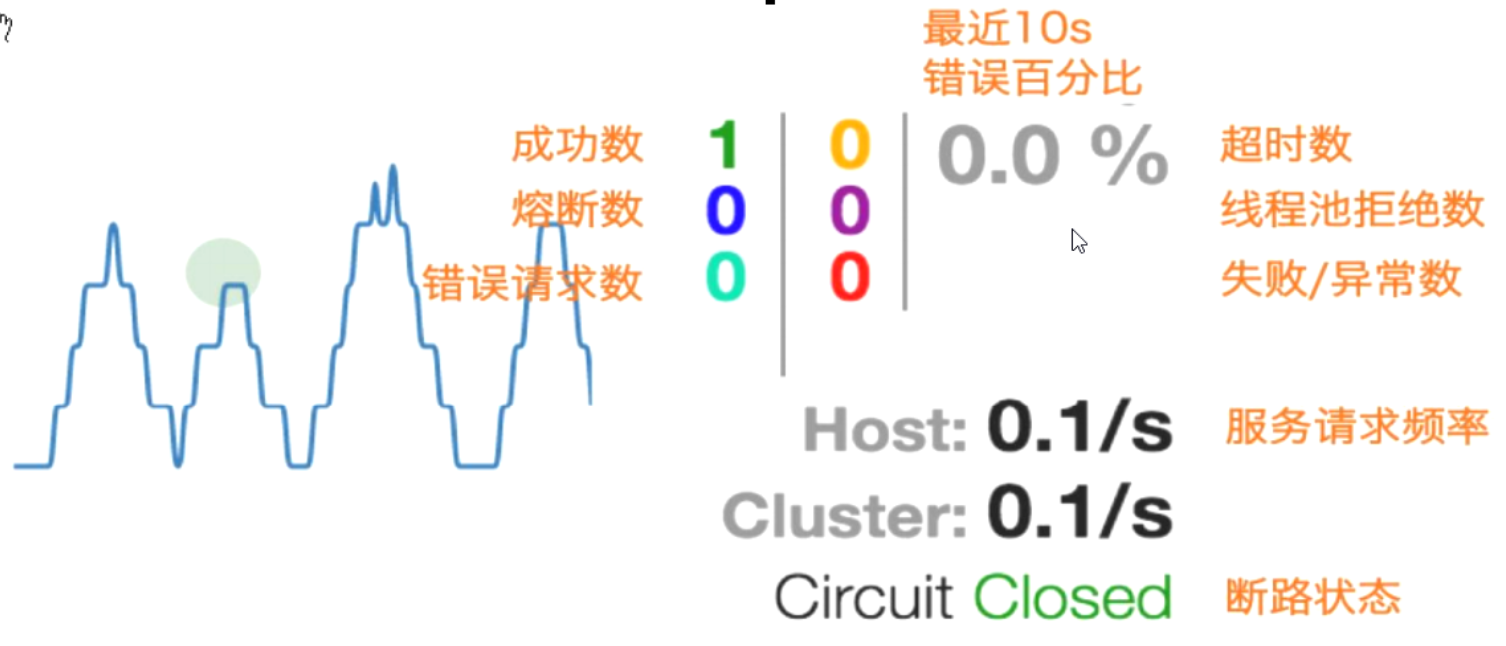 最近10s
错误百分比
成功数 1 0 0.0 % 超时数
熔断数 0 0 线程池拒绝数
错误请求数 0 0 失败/异常数
Host: 0.1/s 服务请求频率
Cluster: 0.1/s
Circuit Closed 断路状态